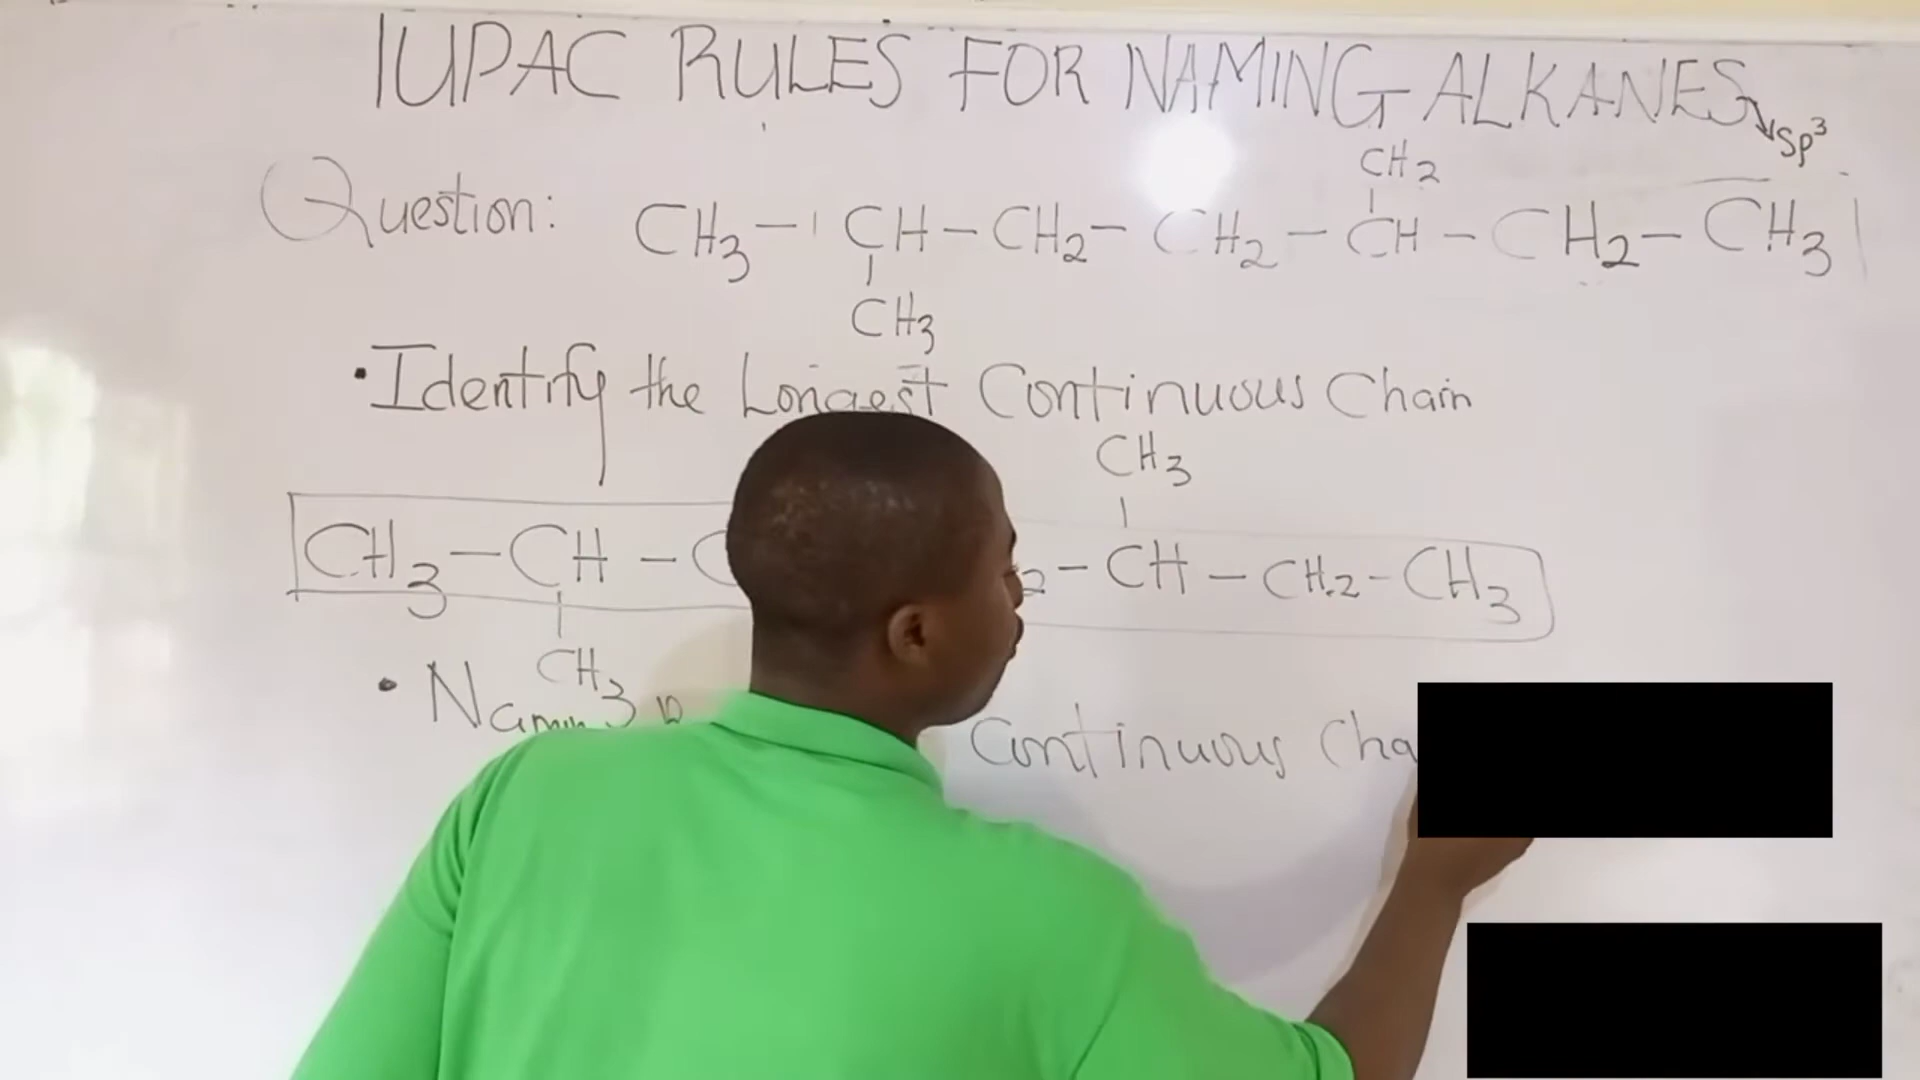 IUPAC RULES FOR NAMING ALKANES
Sp³
CH₂
Question: CH₃ – CH – CH₂ – CH₂ – CH – CH₂ – CH₃
CH₃
• Identify the Longest Continuous Chain
CH₃
CH₃ – CH – C 2 – CH – CH₂ – CH₃
CH₃
• Continuous